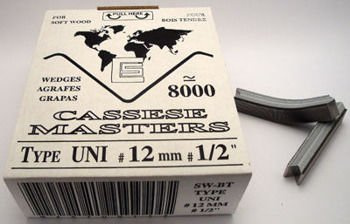 PULL HERE
FOR
SOFT WOOD
POUR
BOIS TENDRE
E
WEDGES
AGRAFES
GRAPAS
≃
8000
CASSESE
MASTERS
TYPE UNI # 12 mm # 1/2"
SW-BT
TYPE
UNI
# 12 MM
# 1/2"